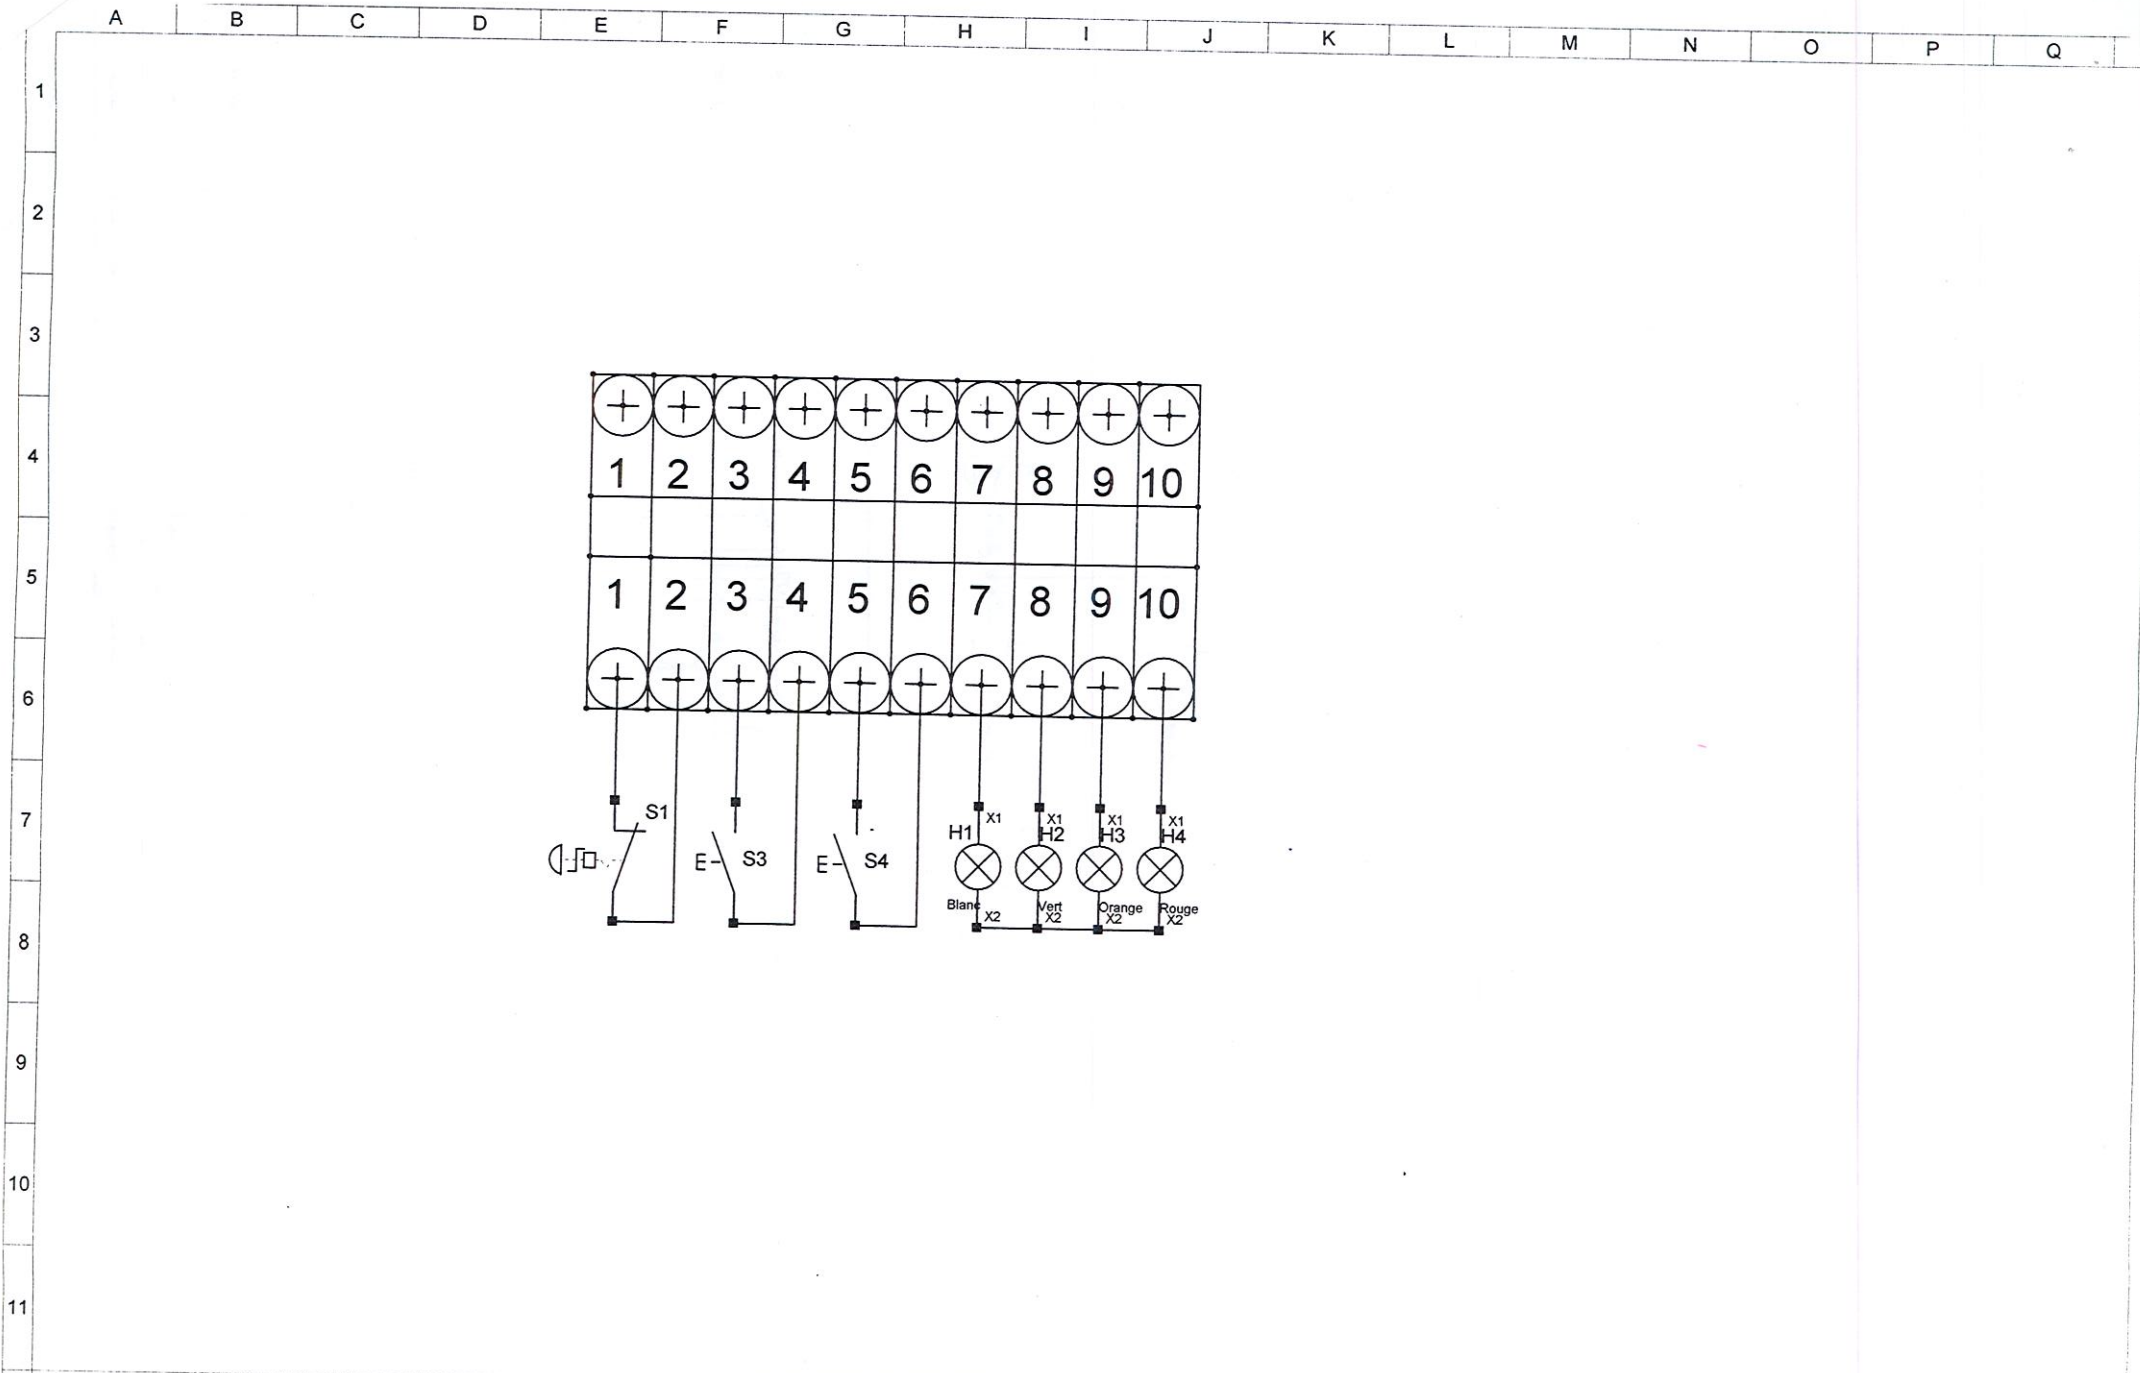 A B C D E F G H I J K L M N O P Q
1
2
3
4
5
6
7
8
9
10
11
1 2 3 4 5 6 7 8 9 10
1 2 3 4 5 6 7 8 9 10
S1
S3
S4
X1 X1 X1 X1
H1 H2 H3 H4
Blanc Vert Orange Rouge
X2 X2 X2 X2